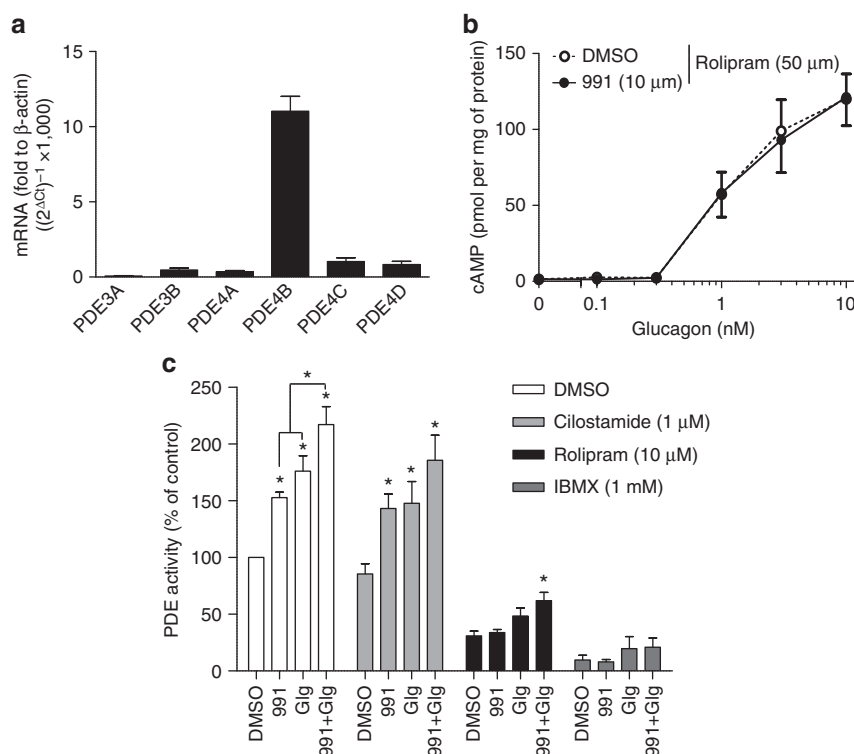 a
mRNA (fold to β-actin)
((2^ΔCt)^–1 ×1,000)
15
10
5
0
PDE3A
PDE3B
PDE4A
PDE4B
PDE4C
PDE4D
b
DMSO
991 (10 μm)
Rolipram (50 μm)
cAMP (pmol per mg of protein)
150
100
50
0
0
0.1
1
10
Glucagon (nM)
c
PDE activity (% of control)
250
200
150
100
50
0
*
*
*
*
*
*
*
*
DMSO
Cilostamide (1 μM)
Rolipram (10 μM)
IBMX (1 mM)
DMSO
991
Glg
991+Glg
DMSO
991
Glg
991+Glg
DMSO
991
Glg
991+Glg
DMSO
991
Glg
991+Glg